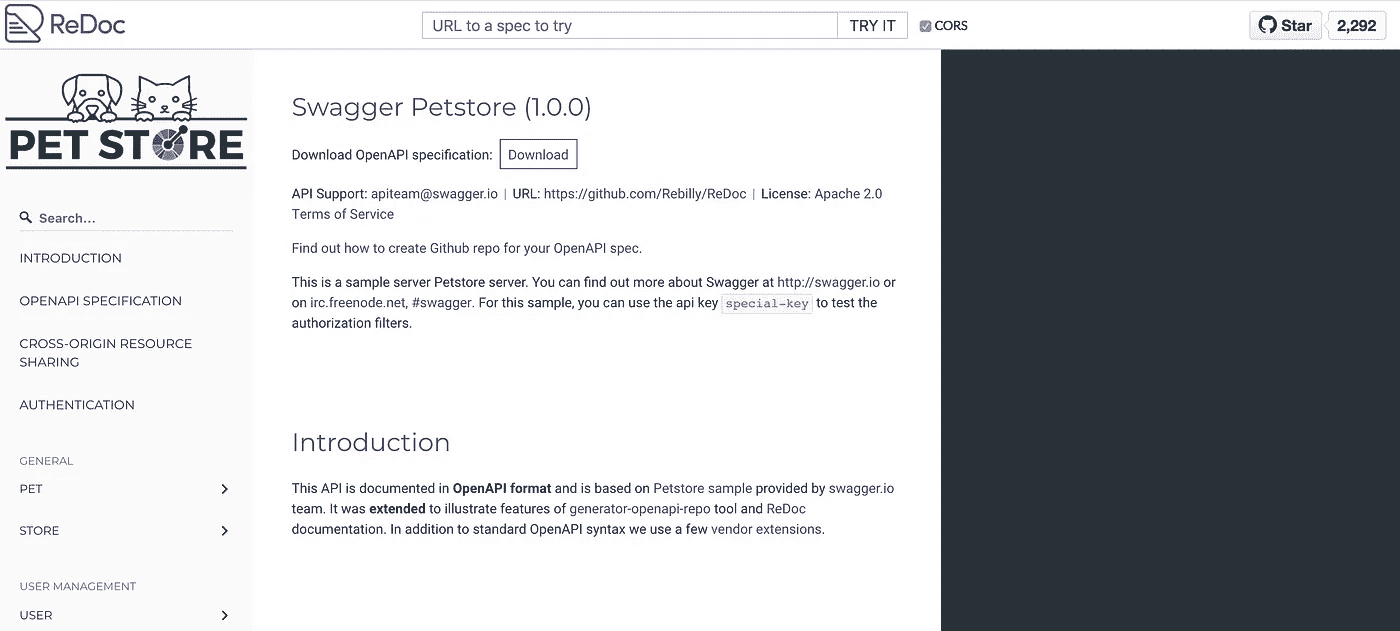 ReDoc
URL to a spec to try
TRY IT
CORS
Star
2,292
PET STORE
Search...
INTRODUCTION
OPENAPI SPECIFICATION
CROSS-ORIGIN RESOURCE
SHARING
AUTHENTICATION
GENERAL
PET
STORE
USER MANAGEMENT
USER
Swagger Petstore (1.0.0)
Download OpenAPI specification: Download
API Support: apiteam@swagger.io | URL: https://github.com/Rebilly/ReDoc | License: Apache 2.0
Terms of Service
Find out how to create Github repo for your OpenAPI spec.
This is a sample server Petstore server. You can find out more about Swagger at http://swagger.io or
on irc.freenode.net, #swagger. For this sample, you can use the api key special-key to test the
authorization filters.
Introduction
This API is documented in OpenAPI format and is based on Petstore sample provided by swagger.io
team. It was extended to illustrate features of generator-openapi-repo tool and ReDoc
documentation. In addition to standard OpenAPI syntax we use a few vendor extensions.